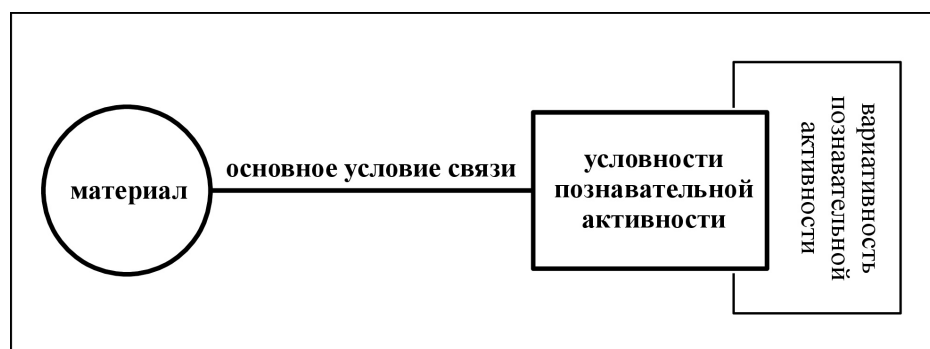 материал
основное условие связи
условности
познавательной
активности
вариативность
познавательной
активности